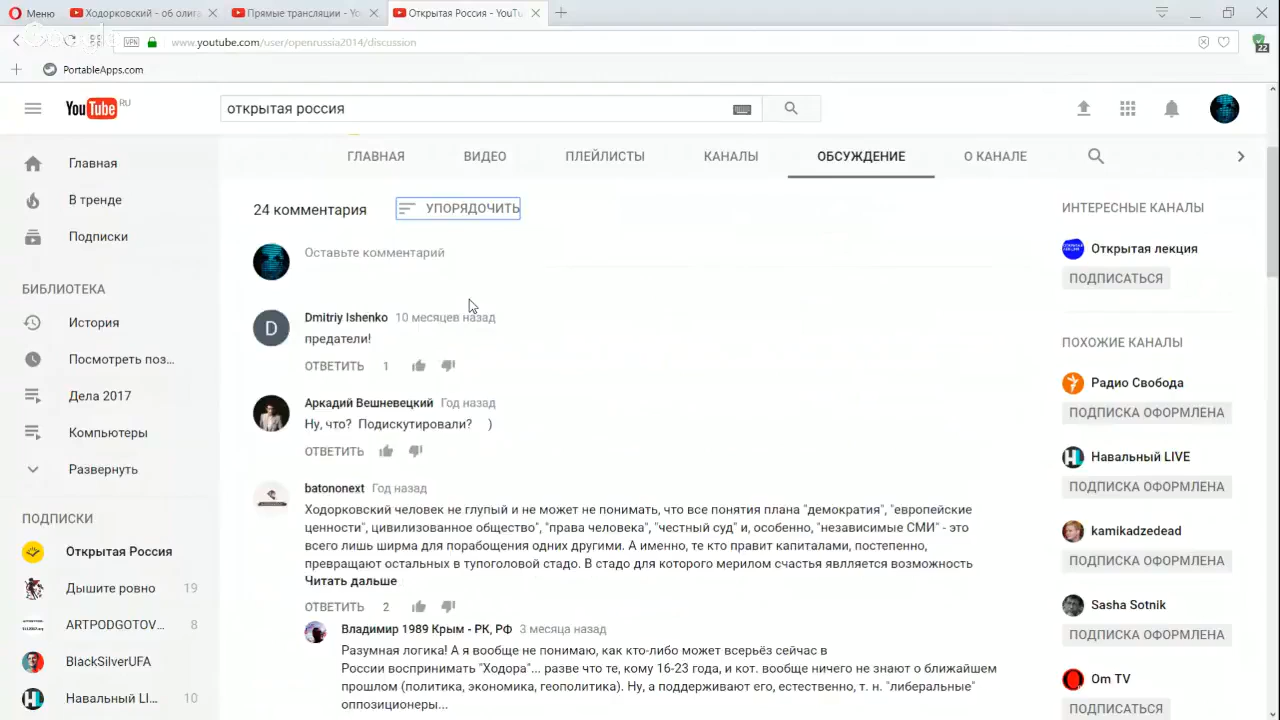 Меню
Ходорковский - об олига
Прямые трансляции - Yo
Открытая Россия - YouTu
VPN
www.youtube.com/user/openrussia2014/discussion
22
PortableApps.com
YouTube RU
открытая россия
Главная
В тренде
Подписки
БИБЛИОТЕКА
История
Посмотреть поз...
Дела 2017
Компьютеры
Развернуть
ПОДПИСКИ
Открытая Россия
Дышите ровно 19
ARTPODGOTOV... 8
BlackSilverUFA
Навальный LI... 10
ГЛАВНАЯ ВИДЕО ПЛЕЙЛИСТЫ КАНАЛЫ ОБСУЖДЕНИЕ О КАНАЛЕ
24 комментария УПОРЯДОЧИТЬ
Оставьте комментарий
D
Dmitriy Ishenko 10 месяцев назад
предатели!
ОТВЕТИТЬ 1
Аркадий Вешневецкий Год назад
Ну, что? Подискутировали? )
ОТВЕТИТЬ
batononext Год назад
Ходорковский человек не глупый и не может не понимать, что все понятия плана "демократия", "европейские
ценности", цивилизованное общество", "права человека", "честный суд" и, особенно, "независимые СМИ" - это
всего лишь ширма для порабощения одних другими. А именно, те кто правит капиталами, постепенно,
превращают остальных в тупоголовой стадо. В стадо для которого мерилом счастья явлляется возможность
Читать дальше
ОТВЕТИТЬ 2
Владимир 1989 Крым - РК, РФ 3 месяца назад
Разумная логика! А я вообще не понимаю, как кто-либо может всерьёз сейчас в
России воспринимать "Ходора"... разве что те, кому 16-23 года, и кот. вообще ничего не знают о ближайшем
прошлом (политика, экономика, геополитика). Ну, а поддерживают его, естественно, т. н. "либеральные"
оппозиционеры...
ИНТЕРЕСНЫЕ КАНАЛЫ
Открытая лекция
ПОДПИСАТЬСЯ
ПОХОЖИЕ КАНАЛЫ
Радио Свобода
ПОДПИСКА ОФОРМЛЕНА
Навальный LIVE
ПОДПИСКА ОФОРМЛЕНА
kamikadzedead
ПОДПИСКА ОФОРМЛЕНА
Sasha Sotnik
ПОДПИСКА ОФОРМЛЕНА
Om TV
ПОДПИСАТЬСЯ